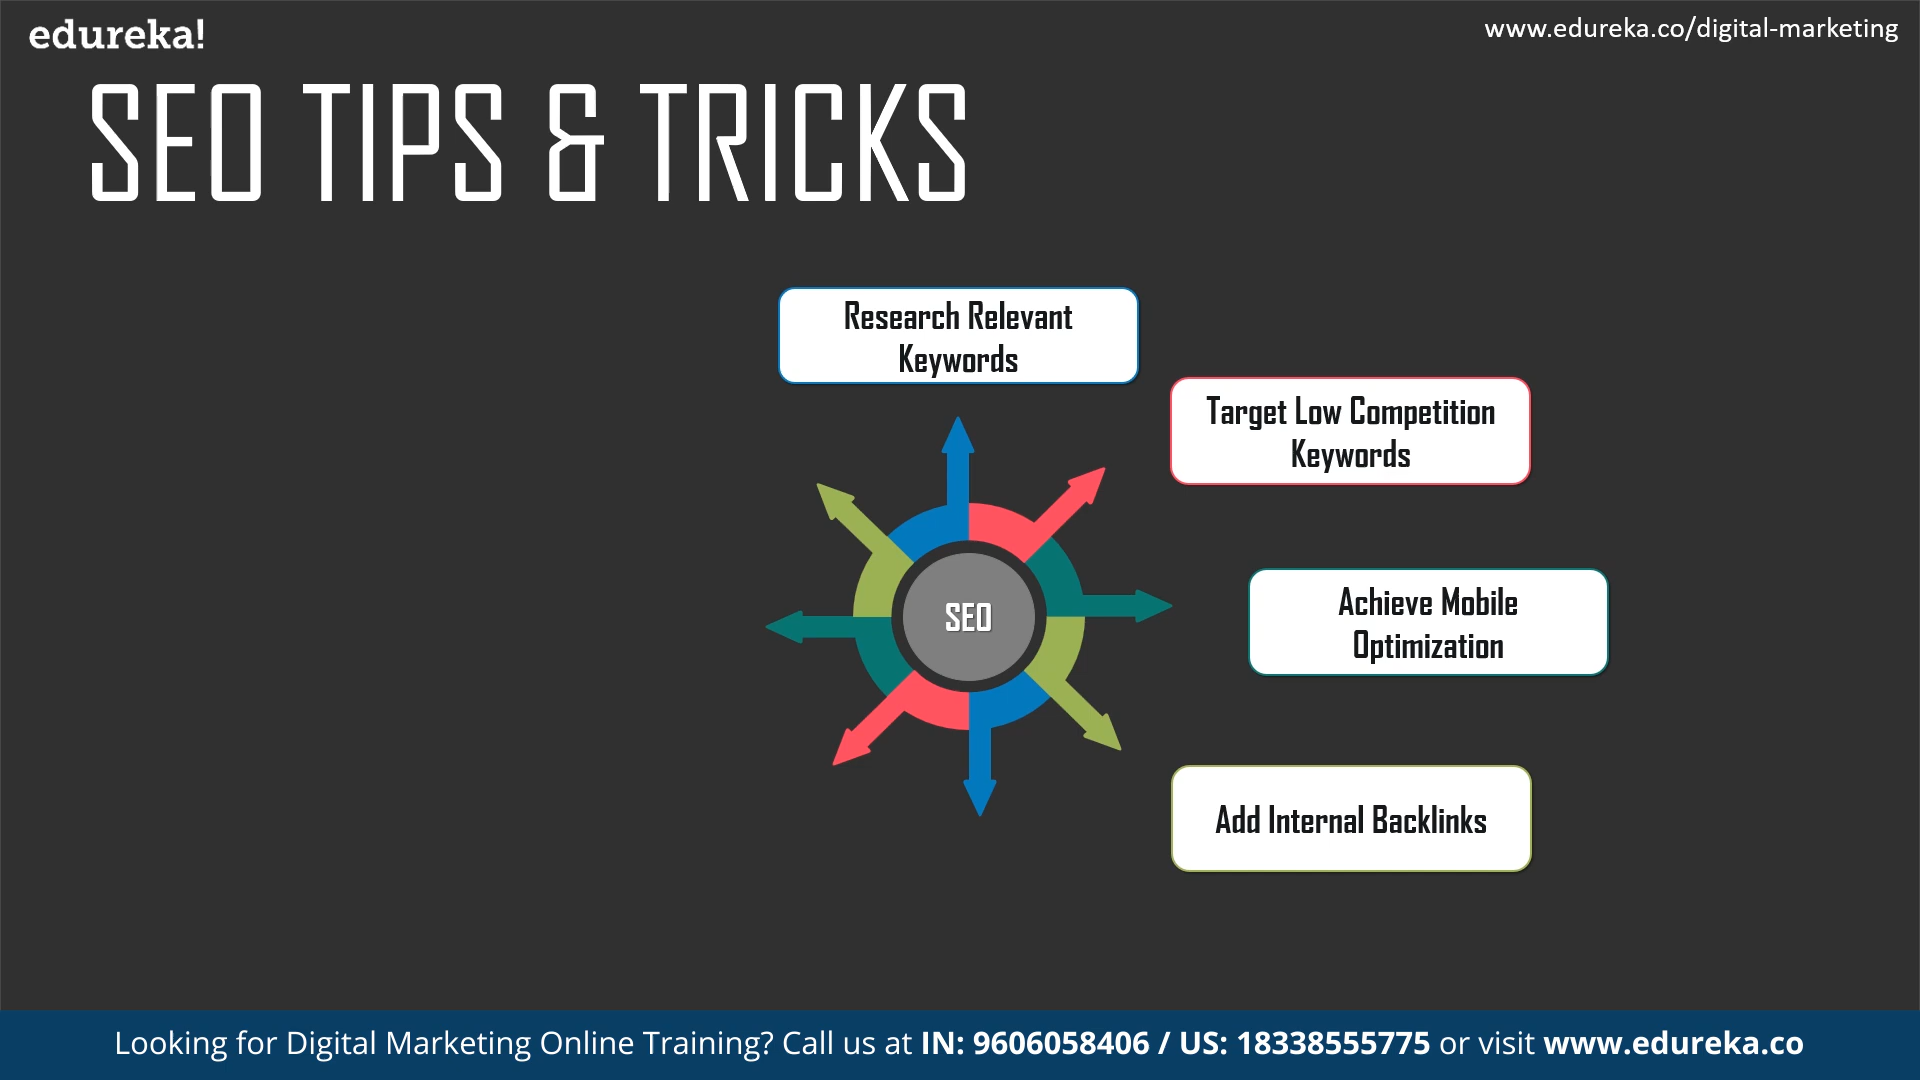 edureka!
www.edureka.co/digital-marketing
SEO TIPS & TRICKS
Research Relevant
Keywords
Target Low Competition
Keywords
Achieve Mobile
Optimization
SEO
Add Internal Backlinks
Looking for Digital Marketing Online Training? Call us at IN: 9606058406 / US: 18338555775 or visit www.edureka.co